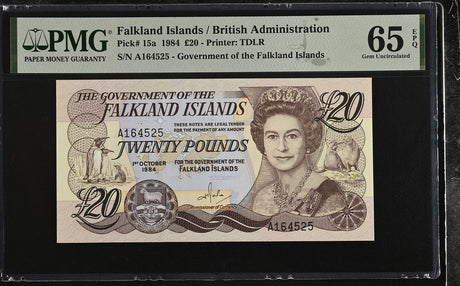 PMG
PAPER MONEY GUARANTY
Falkland Islands / British Administration
Pick# 15a 1984 £20 - Printer: TDLR
S/N A164525 - Government of the Falkland Islands
65 EPQ
Gem Uncirculated
THE GOVERNMENT OF THE
FALKLAND ISLANDS
£20
THESE NOTES ARE LEGAL TENDER
FOR THE PAYMENT OF ANY AMOUNT
A164525
TWENTY POUNDS
1ST OCTOBER
1984
FOR THE GOVERNMENT OF THE
FALKLAND ISLANDS
£20
Commissioner of Currency
A164525